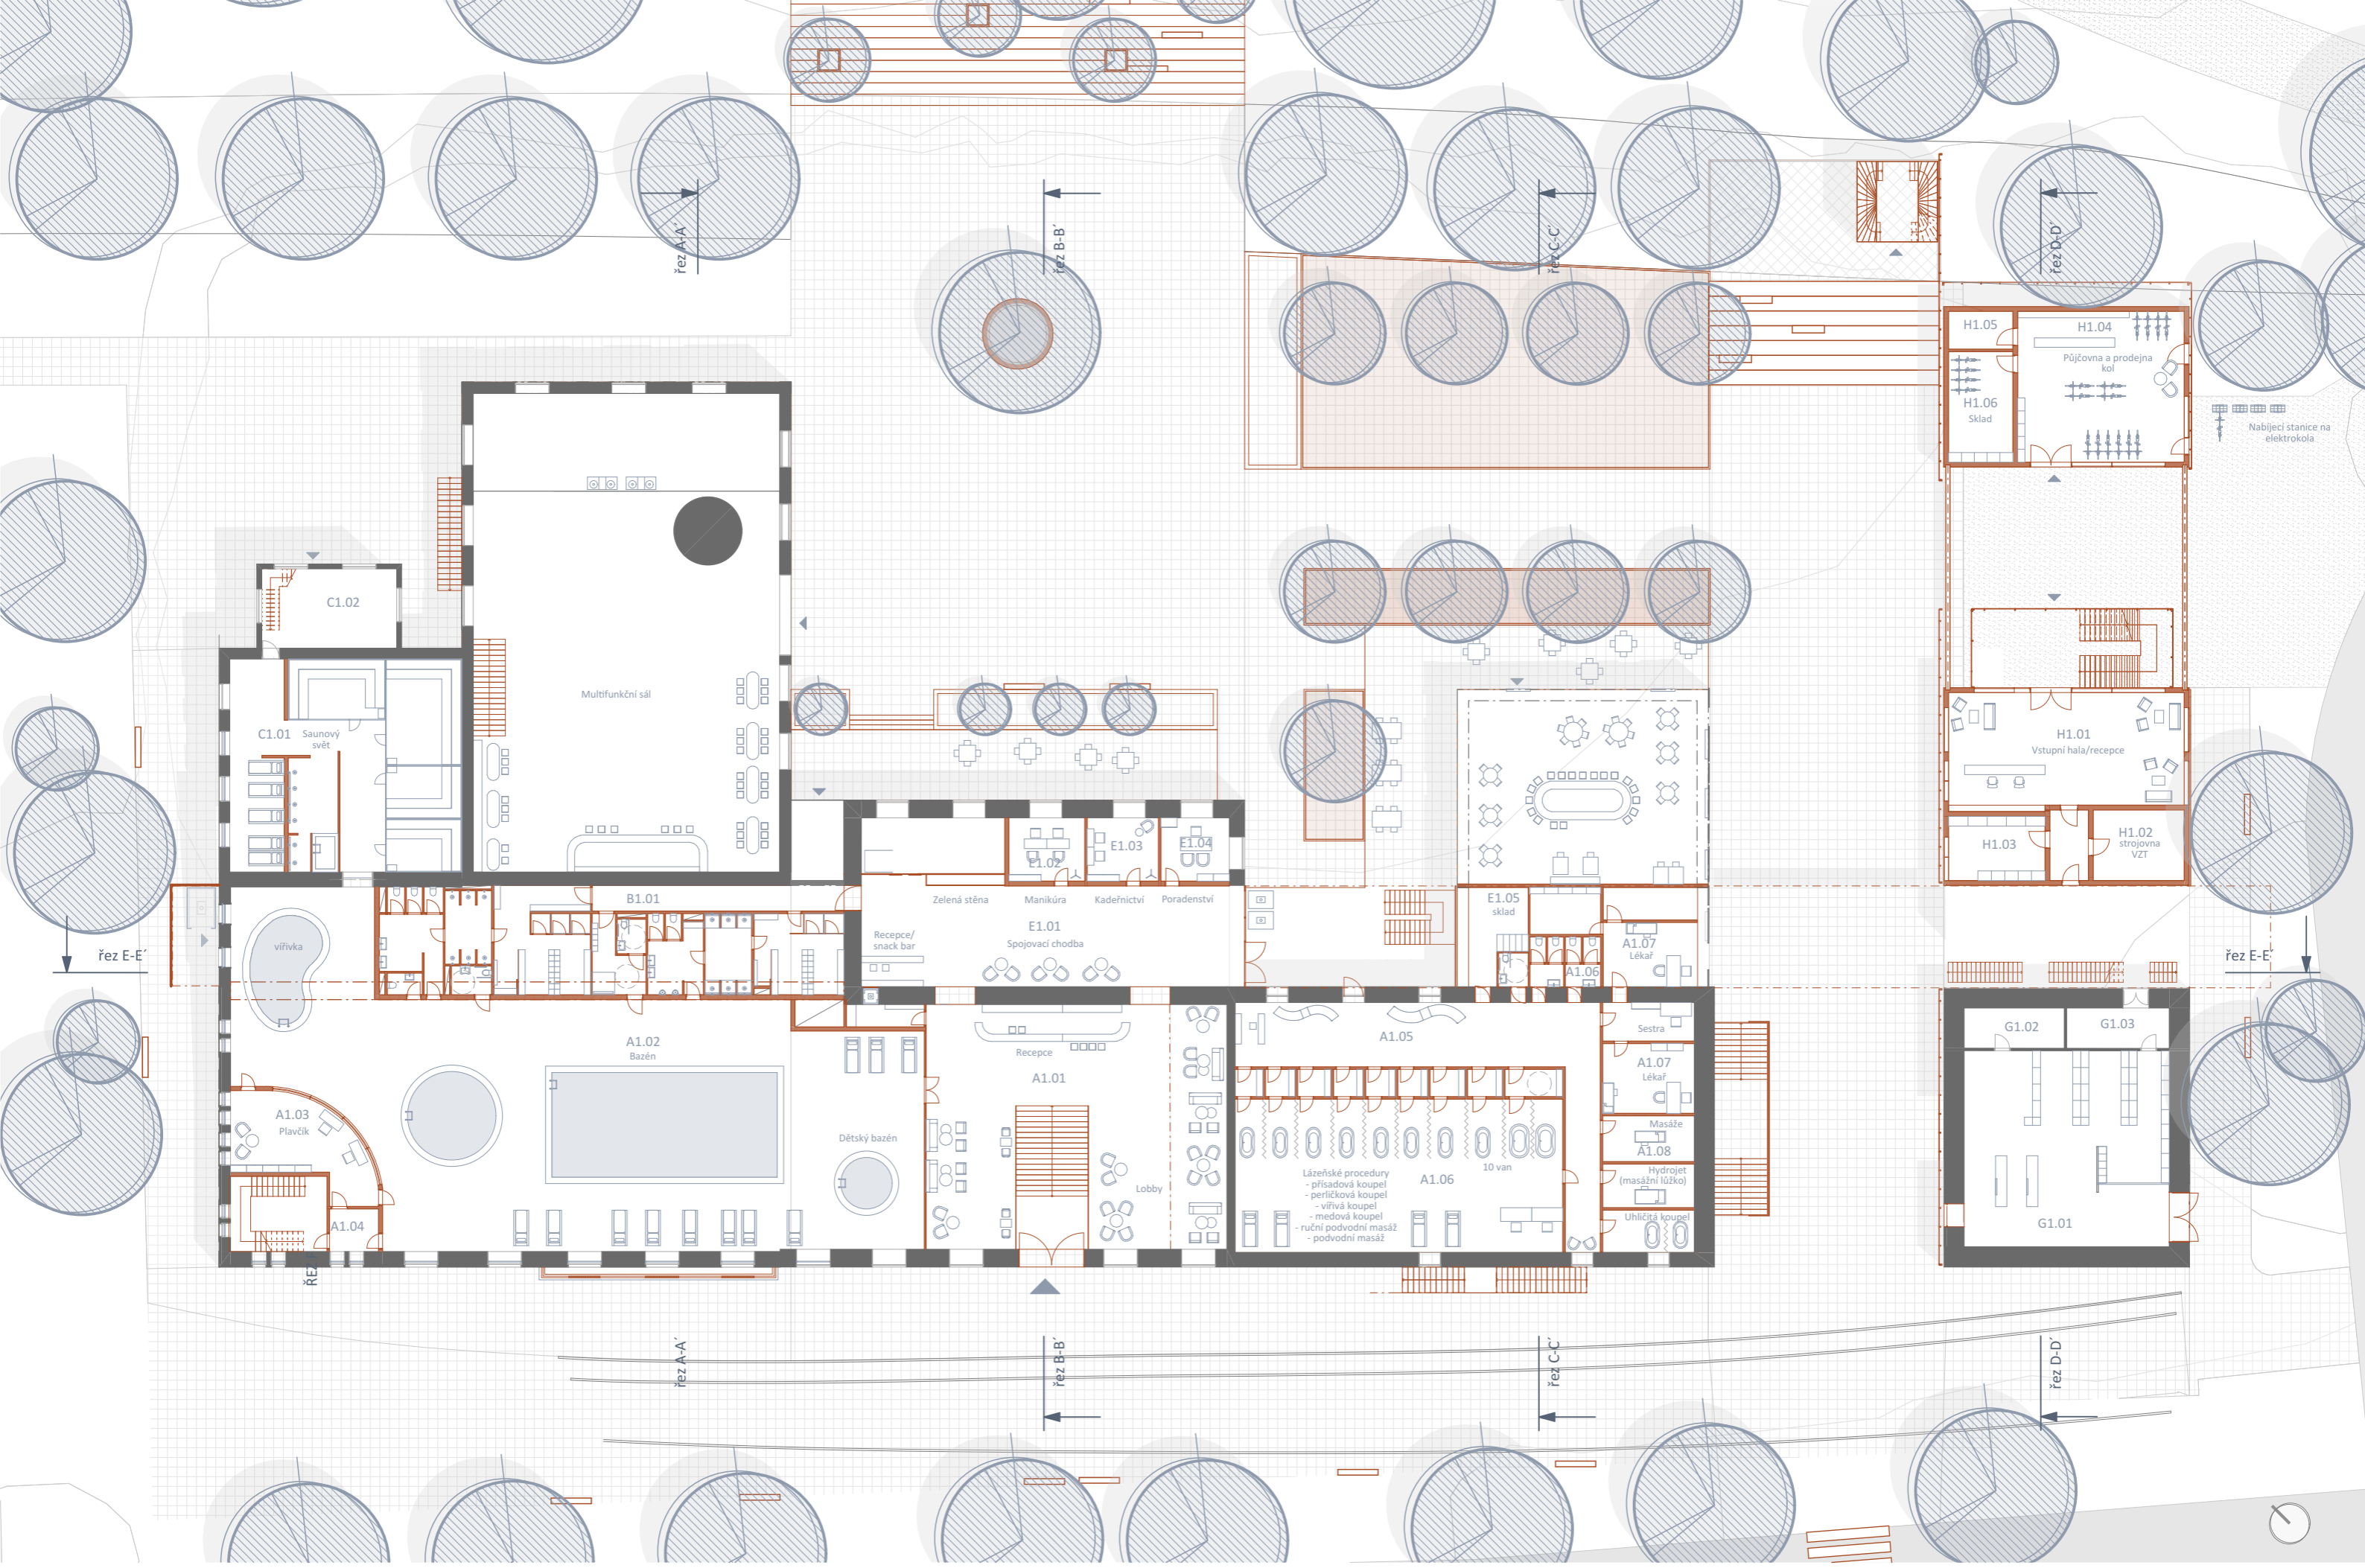 řez A-A´
řez B-B´
řez C-C´
řez D-D´
H1.05
H1.04
Půjčovna a prodejna
kol
H1.06
Sklad
Nabíjecí stanice na
elektrokola
C1.02
Multifunkční sál
C1.01
Saunový
svět
H1.01
Vstupní hala/recepce
H1.02
strojovna
VZT
H1.03
E1.02
E1.03
E1.04
B1.01
Zelená stěna
Manikúra
Kadeřnictví
Poradenství
E1.01
Spojovací chodba
Recepce/
snack bar
E1.05
sklad
A1.07
Lékař
A1.06
vířivka
řez E-E´
řez E-E´
A1.02
Bazén
Recepce
A1.01
A1.05
Sestra
A1.07
Lékař
G1.02
G1.03
A1.03
Plavčík
Dětský bazén
Masáže
A1.08
Hydrojet
(masážní lůžko)
10 van
Lázeňské procedury
- přísadová koupel
- perličková koupel
- vířivá koupel
- medová koupel
- ruční podvodní masáž
- podvodní masáž
A1.06
Lobby
Uhličitá koupel
A1.04
G1.01
ŘEZ
řez A-A´
řez B-B´
řez C-C´
řez D-D´